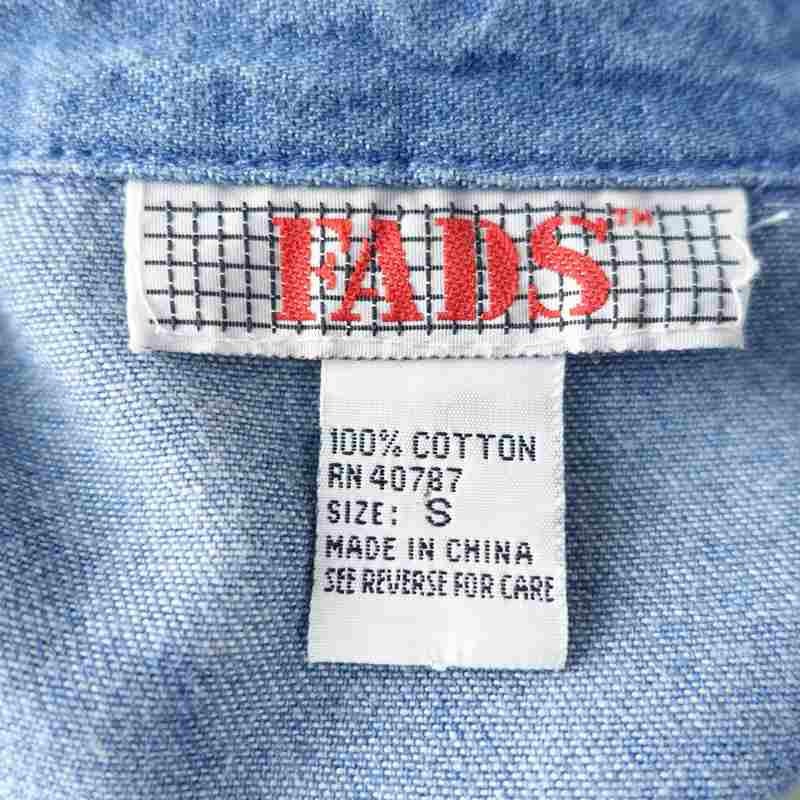 FADS™
100% COTTON
RN 40787
SIZE: S
MADE IN CHINA
SEE REVERSE FOR CARE